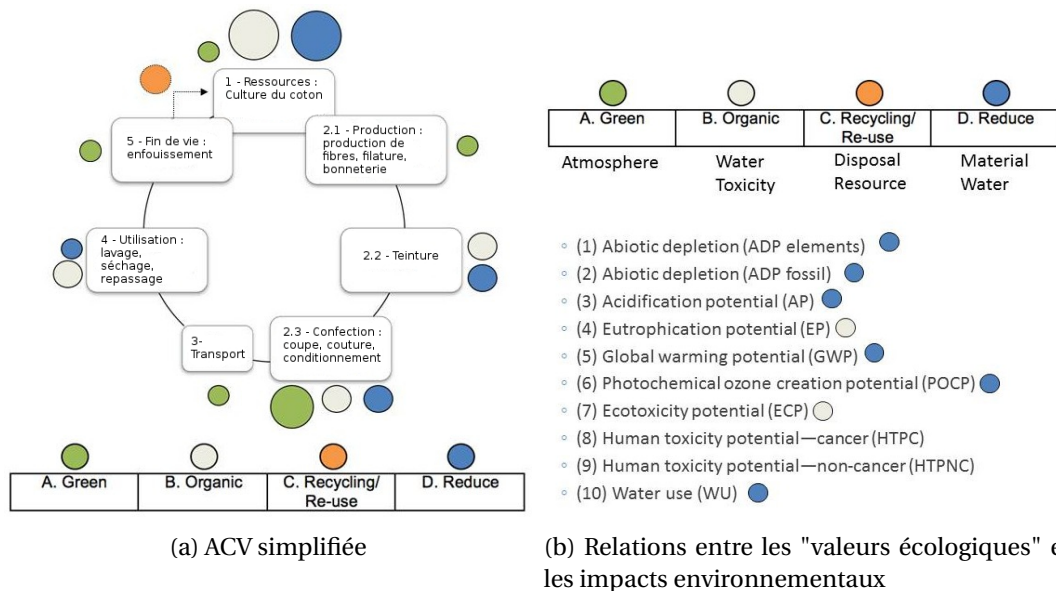 1 - Ressources :
Culture du coton
5 - Fin de vie :
enfouissement
2.1 - Production :
production de
fibres, filature,
bonneterie
4 - Utilisation :
lavage,
séchage,
repassage
2.2 - Teinture
3-
Transport
2.3 - Confection :
coupe, couture,
conditionnement
A. Green
B. Organic
C. Recycling/
Re-use
D. Reduce
(a) ACV simplifiée
A. Green
B. Organic
C. Recycling/
Re-use
D. Reduce
Atmosphere
Water
Toxicity
Disposal
Resource
Material
Water
(1) Abiotic depletion (ADP elements)
(2) Abiotic depletion (ADP fossil)
(3) Acidification potential (AP)
(4) Eutrophication potential (EP)
(5) Global warming potential (GWP)
(6) Photochemical ozone creation potential (POCP)
(7) Ecotoxicity potential (ECP)
(8) Human toxicity potential—cancer (HTPC)
(9) Human toxicity potential—non-cancer (HTPNC)
(10) Water use (WU)
(b) Relations entre les "valeurs écologiques" e
les impacts environnementaux